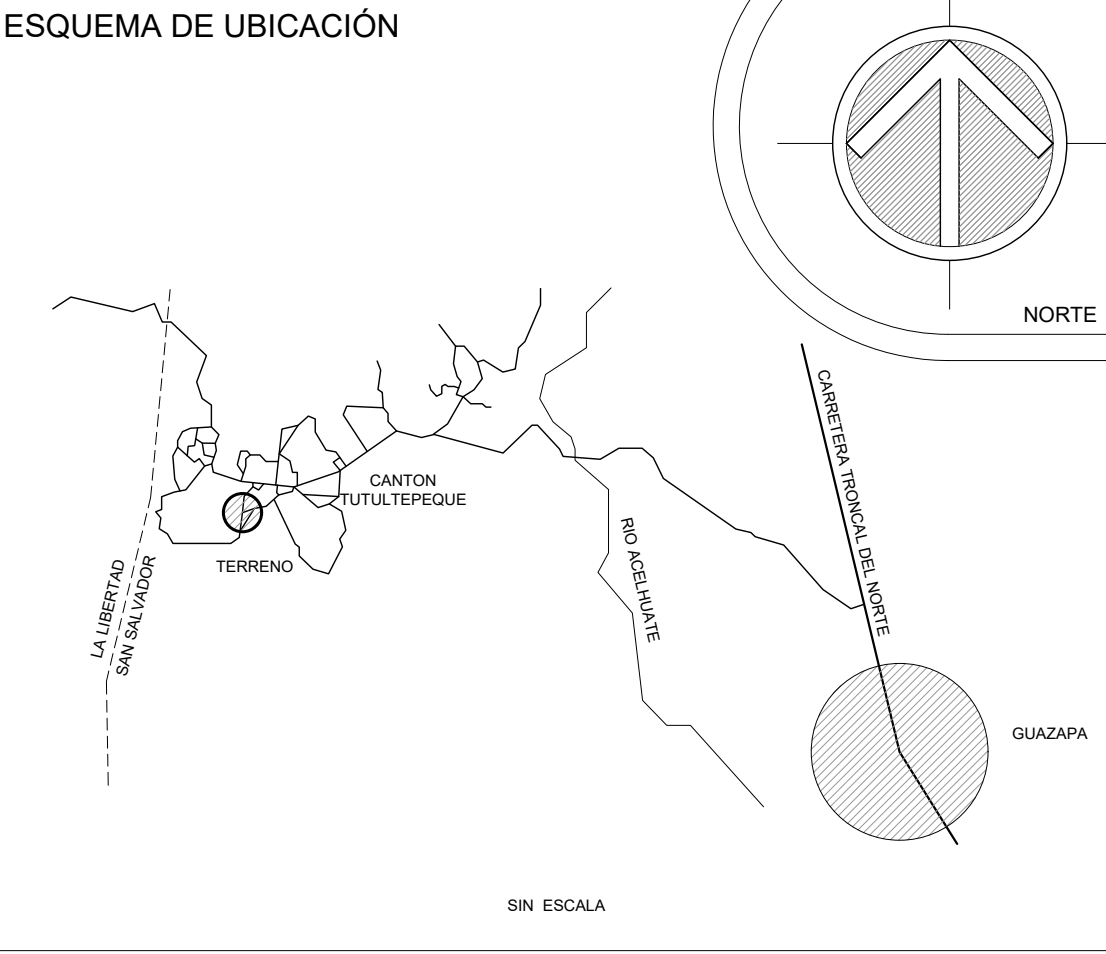 ESQUEMA DE UBICACIÓN
NORTE
CARRETERA TRONCAL DEL NORTE
CANTON
TUTULTEPEQUE
RIO ACELHUATE
TERRENO
LA LIBERTAD
SAN SALVADOR
GUAZAPA
SIN ESCALA